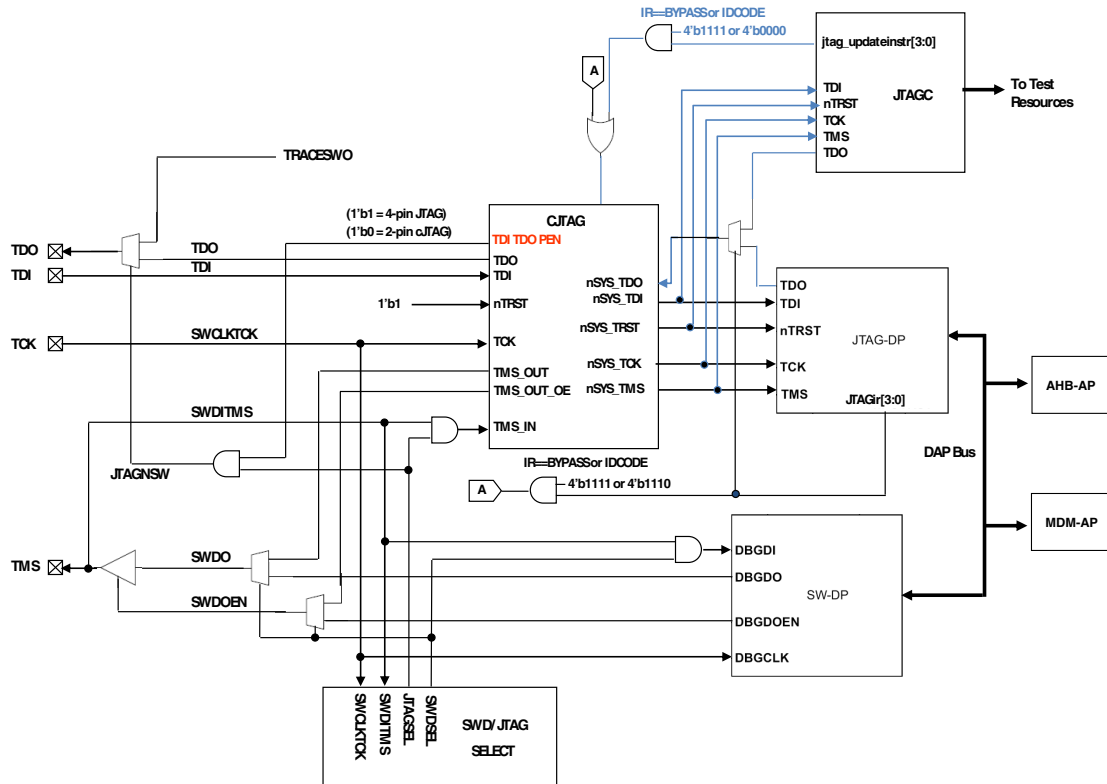 IR==BYPASSor IDCODE
4'b1111 or 4'b0000
jtag_updateinstr[3:0]
A
JTAGC
TDI
nTRST
TCK
TMS
TDO
To Test
Resources
TRACESWO
(1'b1 = 4-pin JTAG)
(1'b0 = 2-pin cJTAG)
CJTAG
TDI TDO PEN
TDO
TDO
TDO
TDI
TDI
TDI
1'b1
nTRST
TCK
SWCLKTCK
TCK
TMS_OUT
TMS_OUT_OE
SWDITMS
TMS_IN
nSYS_TDO
nSYS_TDI
nSYS_TRST
nSYS_TCK
nSYS_TMS
TDO
TDI
nTRST
JTAG-DP
TCK
TMS
JTAGir[3:0]
AHB-AP
DAP Bus
MDM-AP
JTAGNSW
IR==BYPASSor IDCODE
A
4'b1111 or 4'b1110
TMS
SWDO
SWDOEN
DBGDI
DBGDO
SW-DP
DBGDOEN
DBGCLK
SWCLKTCK
SWDITMS
JTAGSEL
SWDSEL
SWD/JTAG
SELECT